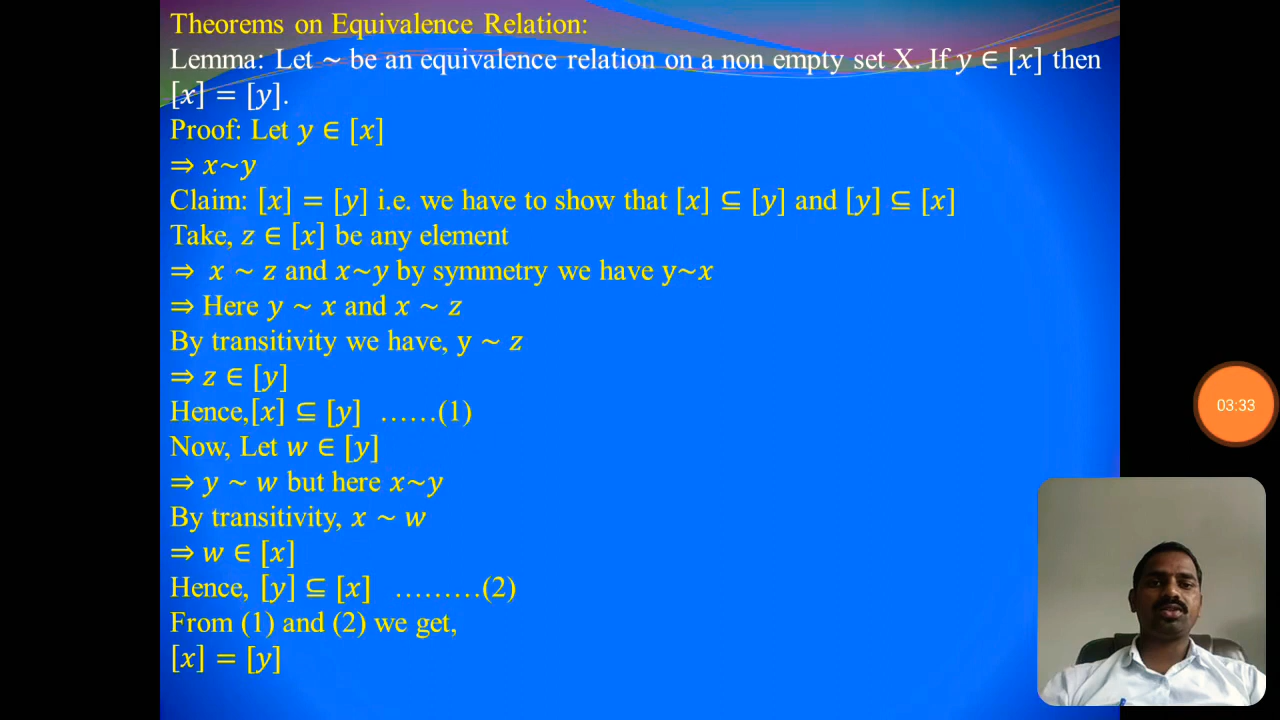 Theorems on Equivalence Relation:
Lemma: Let ~ be an equivalence relation on a non empty set X. If 𝑦 ∈ [𝑥] then
[𝑥] = [𝑦].
Proof: Let 𝑦 ∈ [𝑥]
⇒ 𝑥~𝑦
Claim: [𝑥] = [𝑦] i.e. we have to show that [𝑥] ⊆ [𝑦] and [𝑦] ⊆ [𝑥]
Take, 𝑧 ∈ [𝑥] be any element
⇒ 𝑥 ~ 𝑧 and 𝑥~𝑦 by symmetry we have y~𝑥
⇒ Here 𝑦 ~ 𝑥 and 𝑥 ~ 𝑧
By transitivity we have, y ~ 𝑧
⇒ 𝑧 ∈ [𝑦]
Hence,[𝑥] ⊆ [𝑦] ……(1)
Now, Let 𝑤 ∈ [𝑦]
⇒ 𝑦 ~ 𝑤 but here 𝑥~𝑦
By transitivity, 𝑥 ~ 𝑤
⇒ 𝑤 ∈ [𝑥]
Hence, [𝑦] ⊆ [𝑥] ………(2)
From (1) and (2) we get,
[𝑥] = [𝑦]
03:33